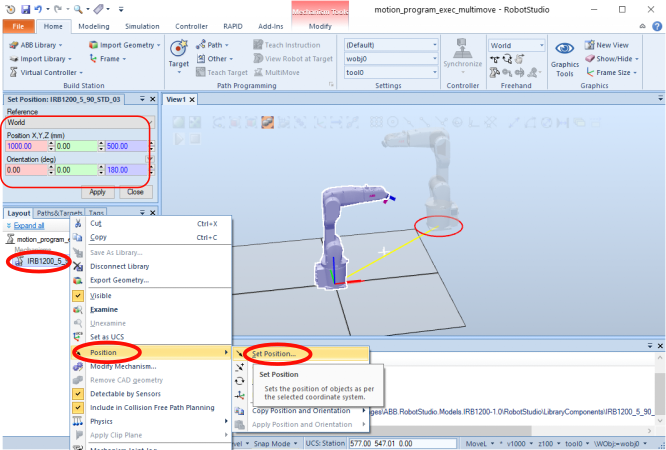 Mechanism Tools
motion_program_exec_multimove - RobotStudio
File Home Modeling Simulation Controller RAPID Add-Ins Modify
ABB Library Import Geometry
Import Library Frame
Virtual Controller
Build Station
Target
Path Teach Instruction
Other View Robot at Target
Teach Target MultiMove
Path Programming
(Default)
wobj0
tool0
Settings
Synchronize
Controller
World
Freehand
Graphics Tools
New View
Show/Hide
Frame Size
Graphics
Set Position: IRB1200_5_90_STD_03
Reference
World
Position X,Y,Z (mm)
1000.00 0.00 500.00
Orientation (deg)
0.00 0.00 180.00
Apply Close
View1
Layout Paths&Targets Tags
Expand all
motion_program_e
Mechanisms
IRB1200_5_
Cut Ctrl+X
Copy Ctrl+C
Save As Library...
Disconnect Library
Export Geometry...
Visible
Examine
Unexamine
Set as UCS
Position
Modify Mechanism...
Remove CAD geometry
Detectable by Sensors
Include in Collision Free Path Planning
Physics
Apply Clip Plane
Mechanism Joint Jog
Set Position...
Set Position
Sets the position of objects as per
the selected coordinate system.
Copy Position and Orientation
Apply Position and Orientation
ges\ABB.RobotStudio.Models.IRB1200-1.0\RobotStudio\LibraryComponents\IRB1200_5_90_
vel Snap Mode UCS: Station 577.00 547.01 0.00 MoveL * v1000 z100 tool0 \WObj:=wobj0